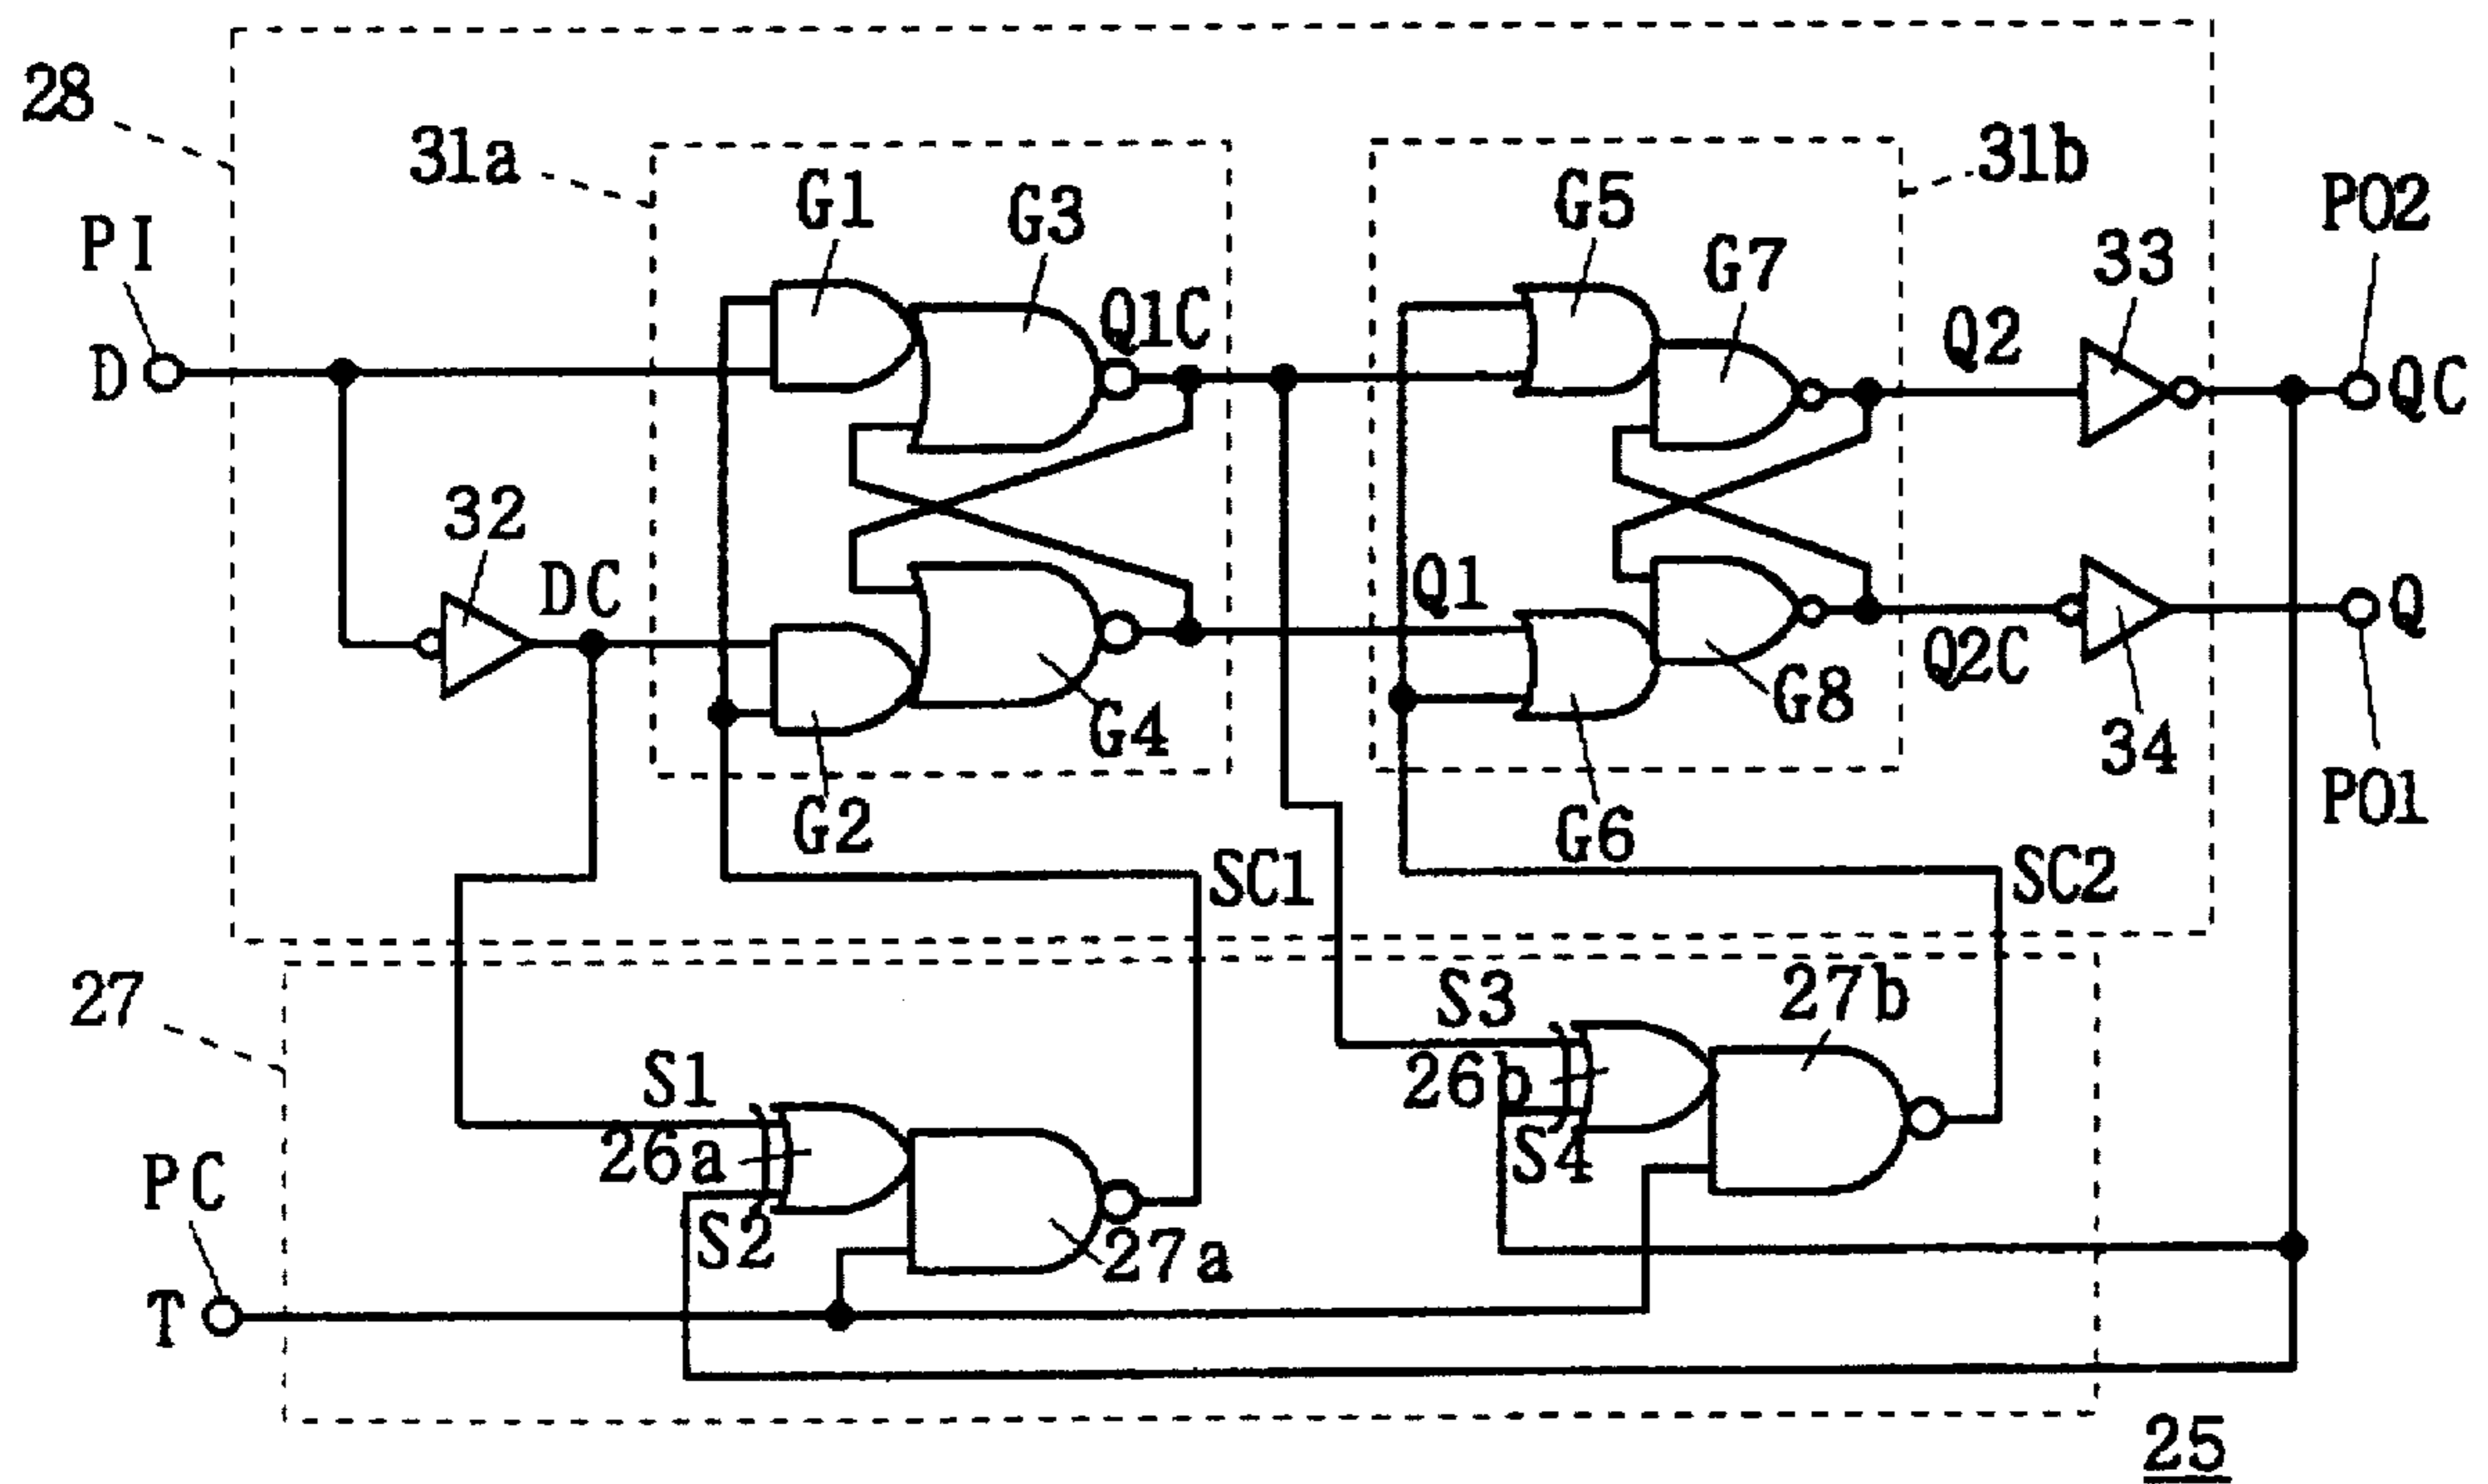 28
31a
G1
G3
G5
G7
31b
PO2
PI
D
Q1C
Q2
33
QC
32
DC
Q1
Q2C
Q
G4
G8
34
G2
G6
PO1
SC1
SC2
27
S3
27b
26b
S1
26a
S4
PC
S2
27a
T
25